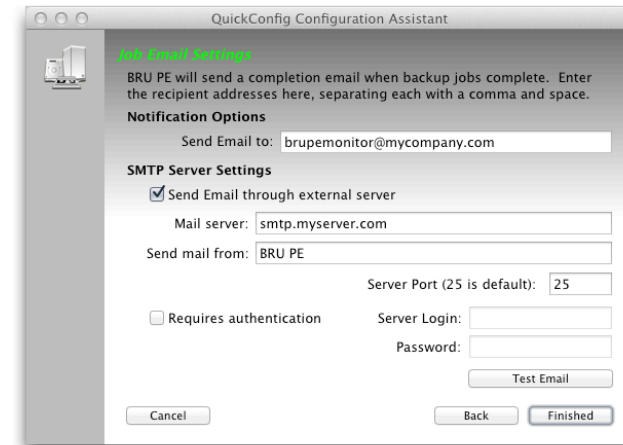 QuickConfig Configuration Assistant
Job Email Settings
BRU PE will send a completion email when backup jobs complete. Enter
the recipient addresses here, separating each with a comma and space.
Notification Options
Send Email to: brupemonitor@mycompany.com
SMTP Server Settings
Send Email through external server
Mail server: smtp.myserver.com
Send mail from: BRU PE
Server Port (25 is default): 25
Requires authentication Server Login:
Password:
Test Email
Cancel Back Finished